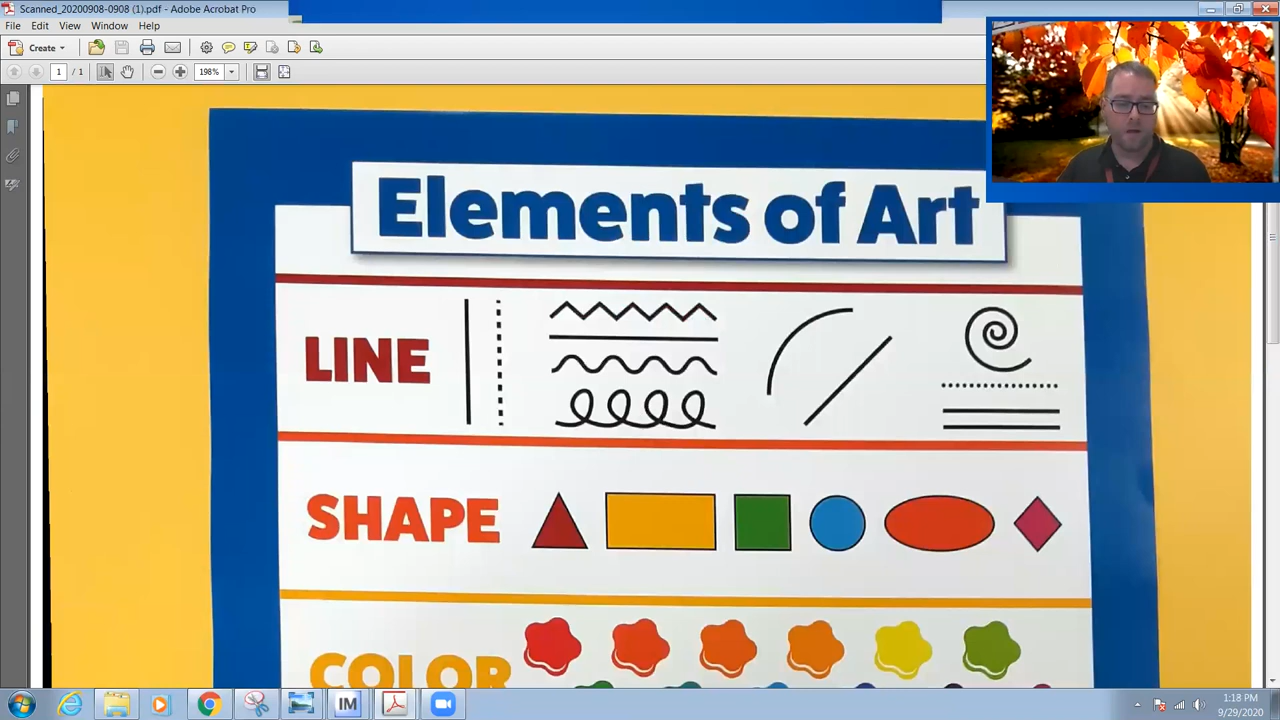 Scanned_20200908-0908 (1).pdf - Adobe Acrobat Pro
File Edit View Window Help
Create
1 / 1 198%
Elements of Art
LINE
SHAPE
COLOR
IM
1:18 PM
9/29/2020